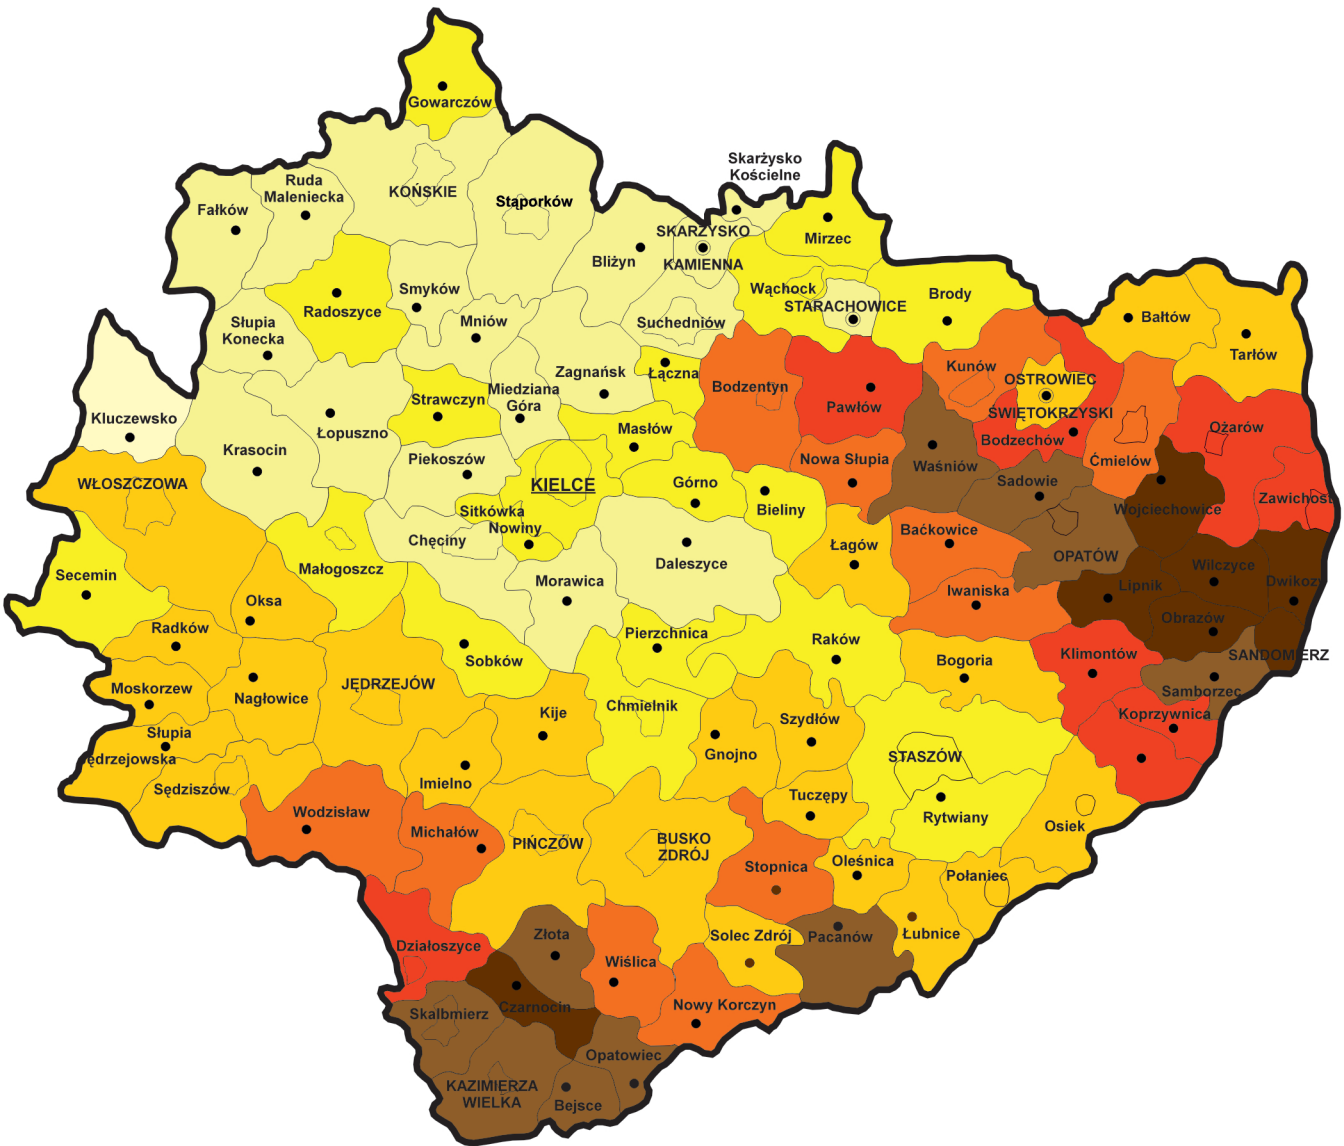 Gowarczów
Skarżysko
Kościelne
Ruda
Maleniecka
KOŃSKIE
Stąporków
Fałków
SKARŻYSKO
KAMIENNA
Mirzec
Bliżyn
Smyków
Wąchock
STARACHOWICE
Brody
Radoszyce
Mniów
Suchedniów
Słupia
Konecka
Bałtów
Tarłów
Zagnańsk
Łączna
Bodzentyn
Kunów
OSTROWIEC
ŚWIĘTOKRZYSKI
Miedziana
Góra
Strawczyn
Pawłów
Kluczewsko
Łopuszno
Masłów
Bodzechów
Ożarów
Krasocin
Piekoszów
Nowa Słupia
Waśniów
Ćmielów
WŁOSZCZOWA
KIELCE
Górno
Sadowie
Zawichost
Sitkówka
Nowiny
Bieliny
Wojciechowice
Chęciny
Baćkowice
Łagów
OPATÓW
Małogoszcz
Daleszyce
Secemin
Morawica
Wilczyce
Dwikozy
Lipnik
Iwaniska
Oksa
Obrazów
Radków
Pierzchnica
Raków
Klimontów
SANDOMIERZ
Sobków
Bogoria
Moskorzew
JĘDRZEJÓW
Samborzec
Nagłowice
Chmielnik
Kije
Koprzywnica
Szydłów
Słupia
Jędrzejowska
Gnojno
STASZÓW
Imielno
Sędziszów
Tuczępy
Wodzisław
Rytwiany
Osiek
Michałów
PIŃCZÓW
BUSKO
ZDRÓJ
Stopnica
Oleśnica
Połaniec
Działoszyce
Złota
Solec Zdrój
Pacanów
Łubnice
Wiślica
Skalbmierz
Czarnocin
Nowy Korczyn
Opatowiec
KAZIMIERZA
WIELKA
Bejsce